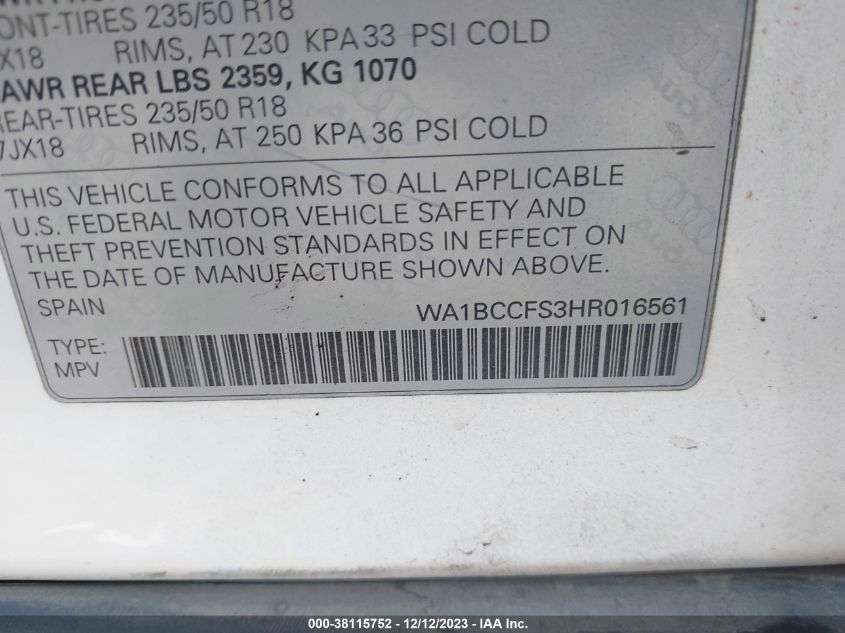 ONT-TIRES 235/50 R18
X18 RIMS, AT 230 KPA 33 PSI COLD
AWR REAR LBS 2359, KG 1070
REAR-TIRES 235/50 R18
7JX18 RIMS, AT 250 KPA 36 PSI COLD
THIS VEHICLE CONFORMS TO ALL APPLICABLE
U.S. FEDERAL MOTOR VEHICLE SAFETY AND
THEFT PREVENTION STANDARDS IN EFFECT ON
THE DATE OF MANUFACTURE SHOWN ABOVE.
SPAIN WA1BCCFS3HR016561
TYPE:
MPV
Audi
Audi
000-38115752 - 12/12/2023 - IAA Inc.